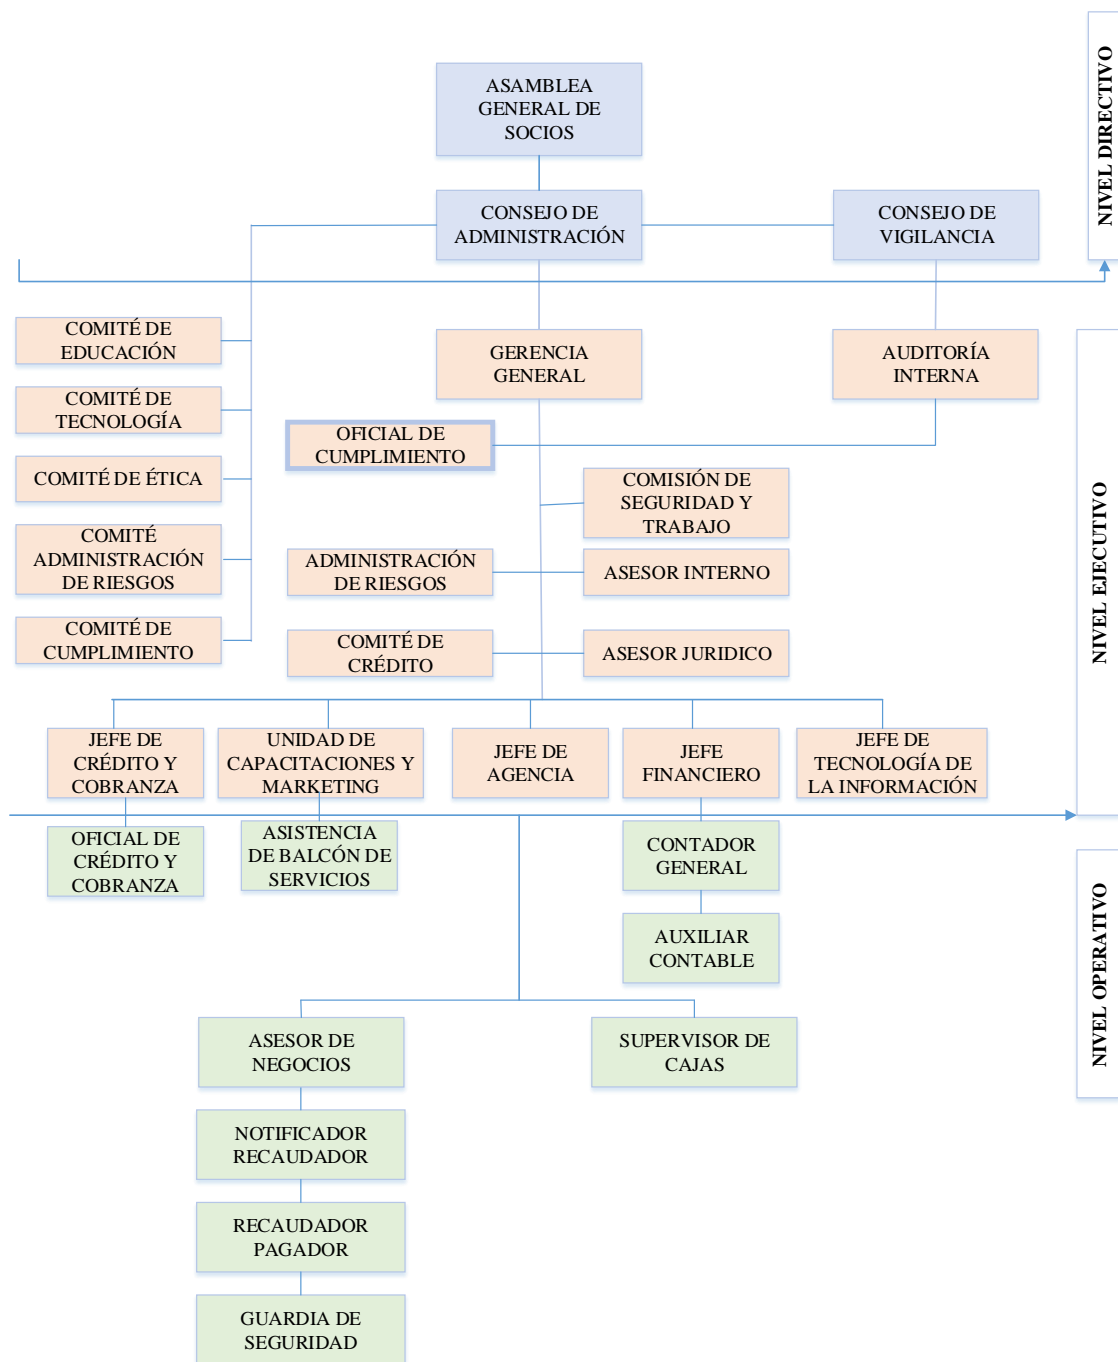 ASAMBLEA
GENERAL DE
SOCIOS
NIVEL DIRECTIVO
CONSEJO DE
ADMINISTRACIÓN
CONSEJO DE
VIGILANCIA
COMITÉ DE
EDUCACIÓN
GERENCIA
GENERAL
AUDITORÍA
INTERNA
NIVEL EJECUTIVO
COMITÉ DE
TECNOLOGÍA
OFICIAL DE
CUMPLIMIENTO
COMITÉ DE ÉTICA
COMISIÓN DE
SEGURIDAD Y
TRABAJO
COMITÉ
ADMINISTRACIÓN
DE RIESGOS
ADMINISTRACIÓN
DE RIESGOS
ASESOR INTERNO
COMITÉ DE
CUMPLIMIENTO
COMITÉ DE
CRÉDITO
ASESOR JURIDICO
JEFE DE
CRÉDITO Y
COBRANZA
UNIDAD DE
CAPACITACIONES Y
MARKETING
JEFE DE
AGENCIA
JEFE
FINANCIERO
JEFE DE
TECNOLOGÍA DE
LA INFORMACIÓN
OFICIAL DE
CRÉDITO Y
COBRANZA
ASISTENCIA
DE BALCÓN DE
SERVICIOS
CONTADOR
GENERAL
NIVEL OPERATIVO
AUXILIAR
CONTABLE
ASESOR DE
NEGOCIOS
SUPERVISOR DE
CAJAS
NOTIFICADOR
RECAUDADOR
RECAUDADOR
PAGADOR
GUARDIA DE
SEGURIDAD